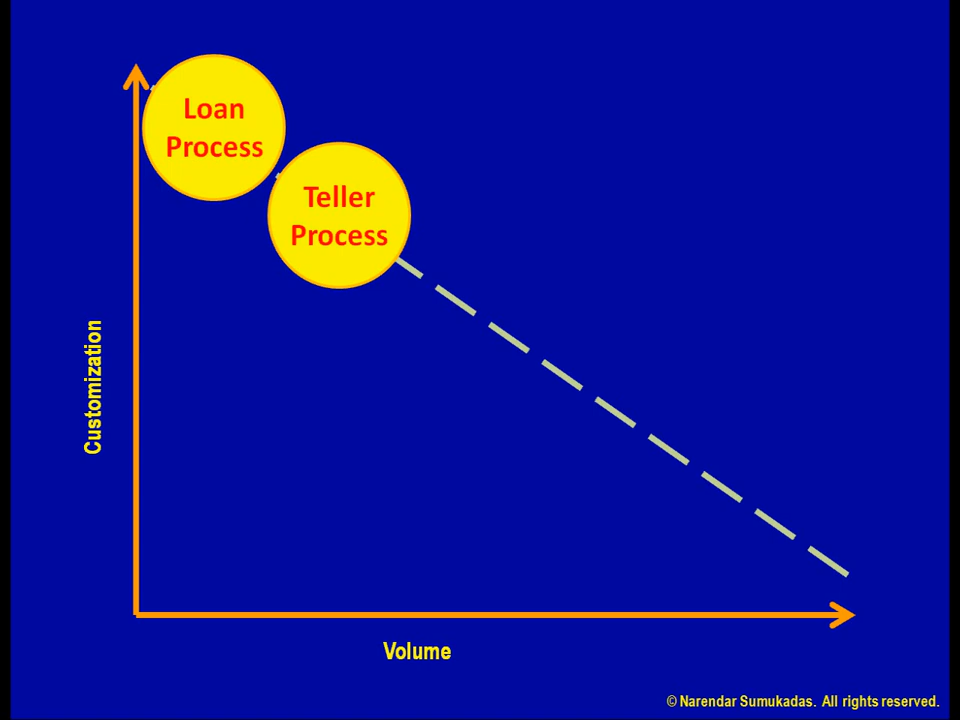 Loan
Process
Teller
Process
Customization
Volume
© Narendar Sumukadas. All rights reserved.